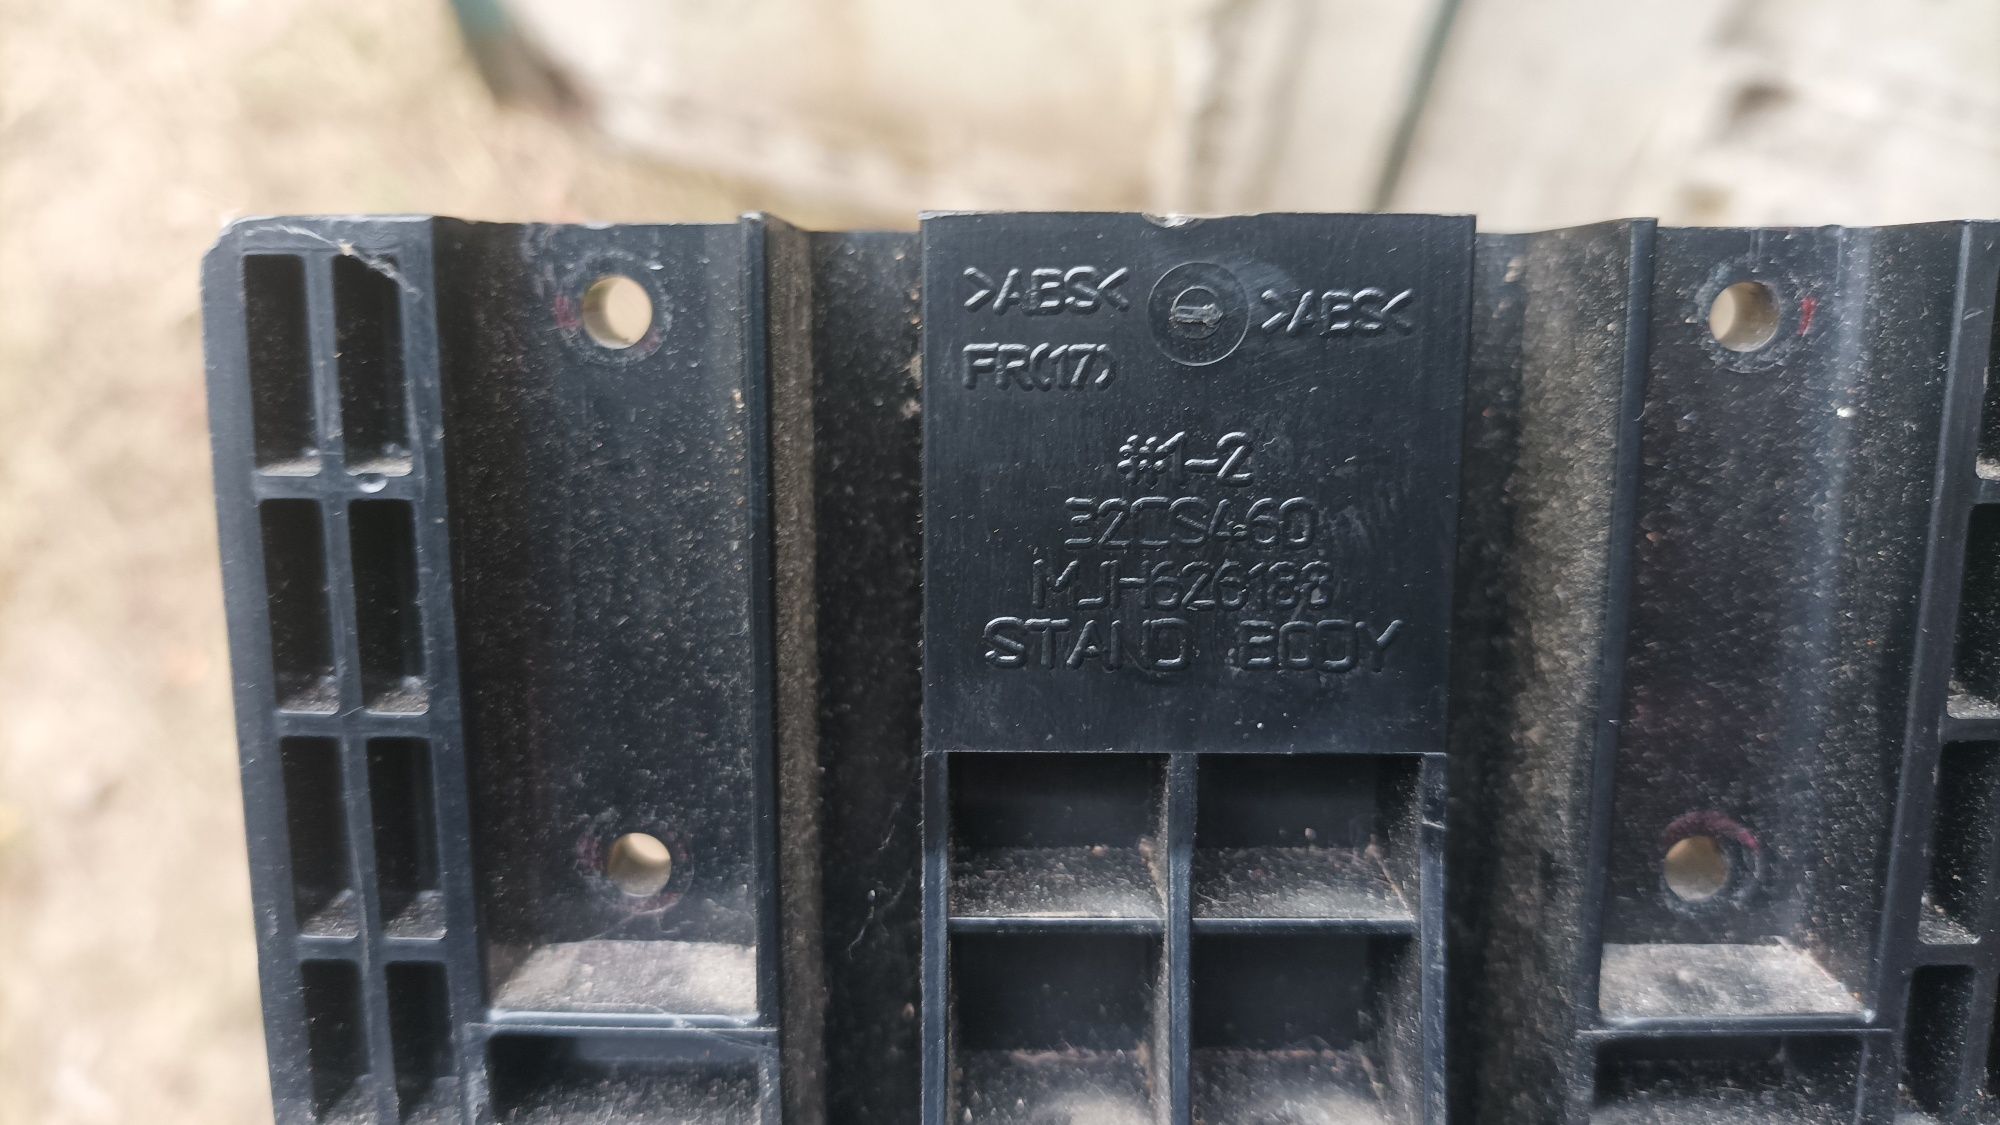 >ABS< >ABS<
FR(17)
#1-2
32CS460
MJH626188
STAND BODY